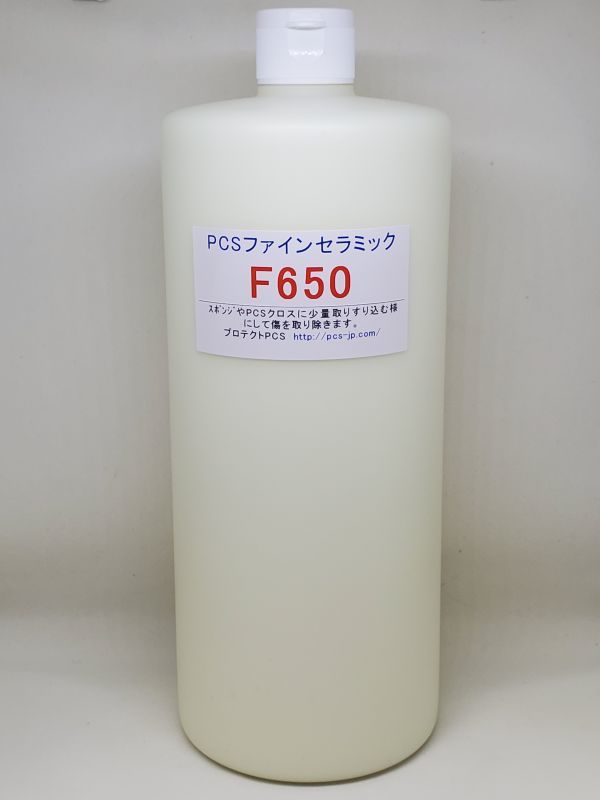 PCSファインセラミック
F650
ｽﾎﾟﾝｼﾞやPCSクロスに少量取りすり込む様
にして傷を取り除きます。
プロテクトPCS http://pcs-jp.com/